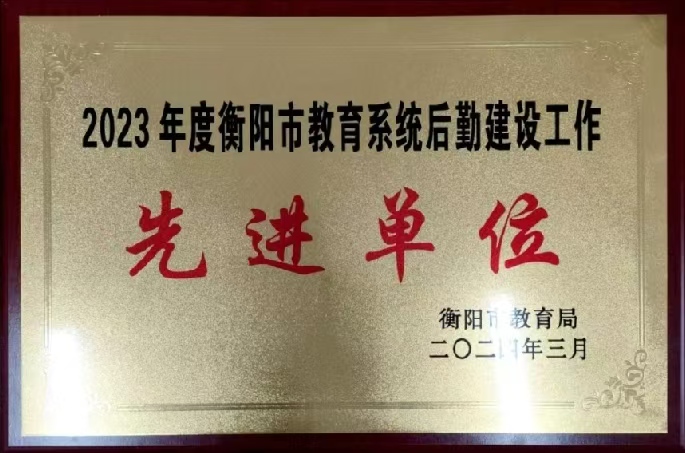 2023年度衡阳市教育系统后勤建设工作
先进单位
衡阳市教育局
二〇二四年三月